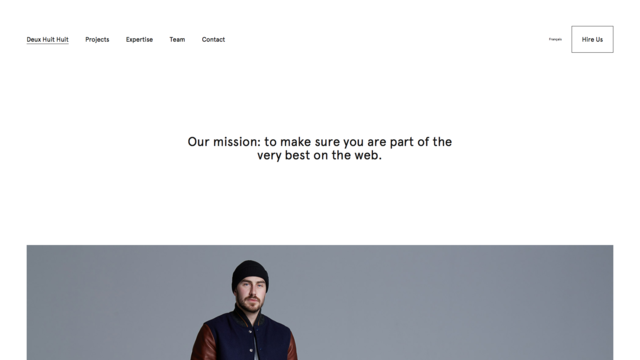 Deux Huit Huit Projects Expertise Team Contact Français Hire Us
Our mission: to make sure you are part of the
very best on the web.